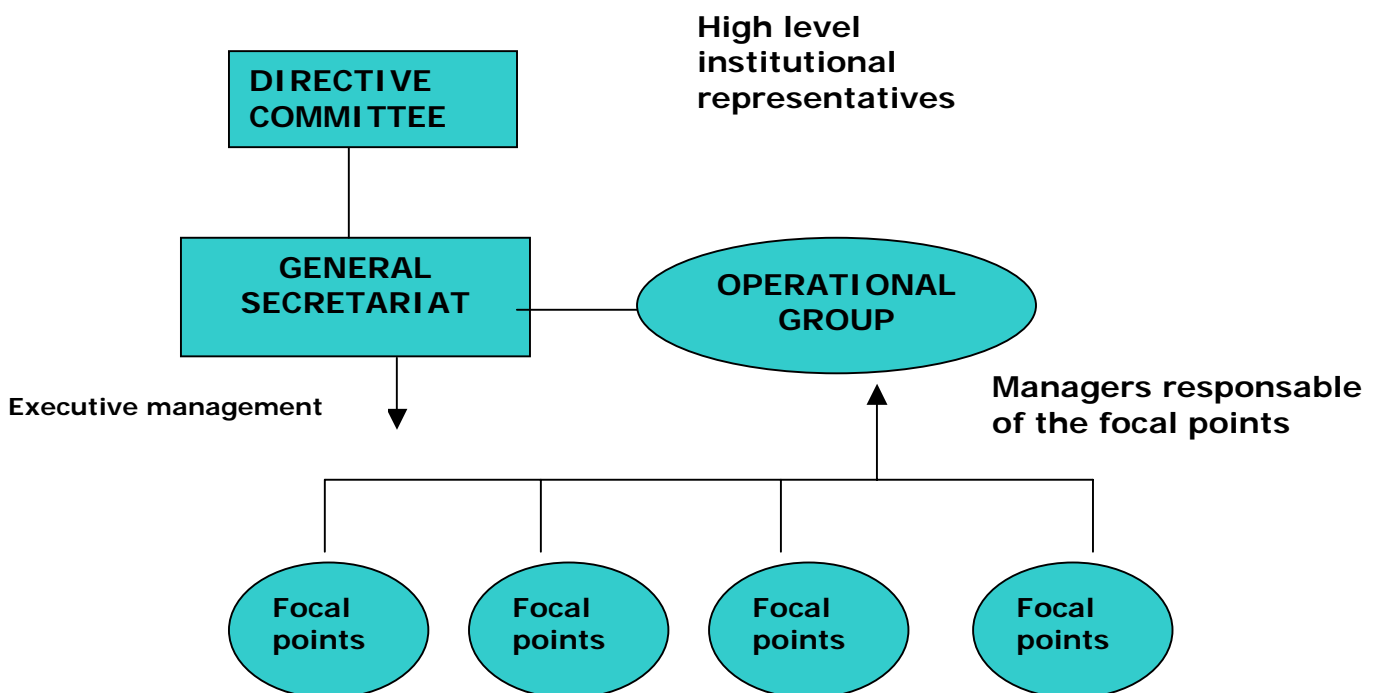 High level
institutional
representatives
DIRECTIVE
COMMITTEE
GENERAL
SECRETARIAT
OPERATIONAL
GROUP
Executive management
Managers responsable
of the focal points
Focal
points
Focal
points
Focal
points
Focal
points